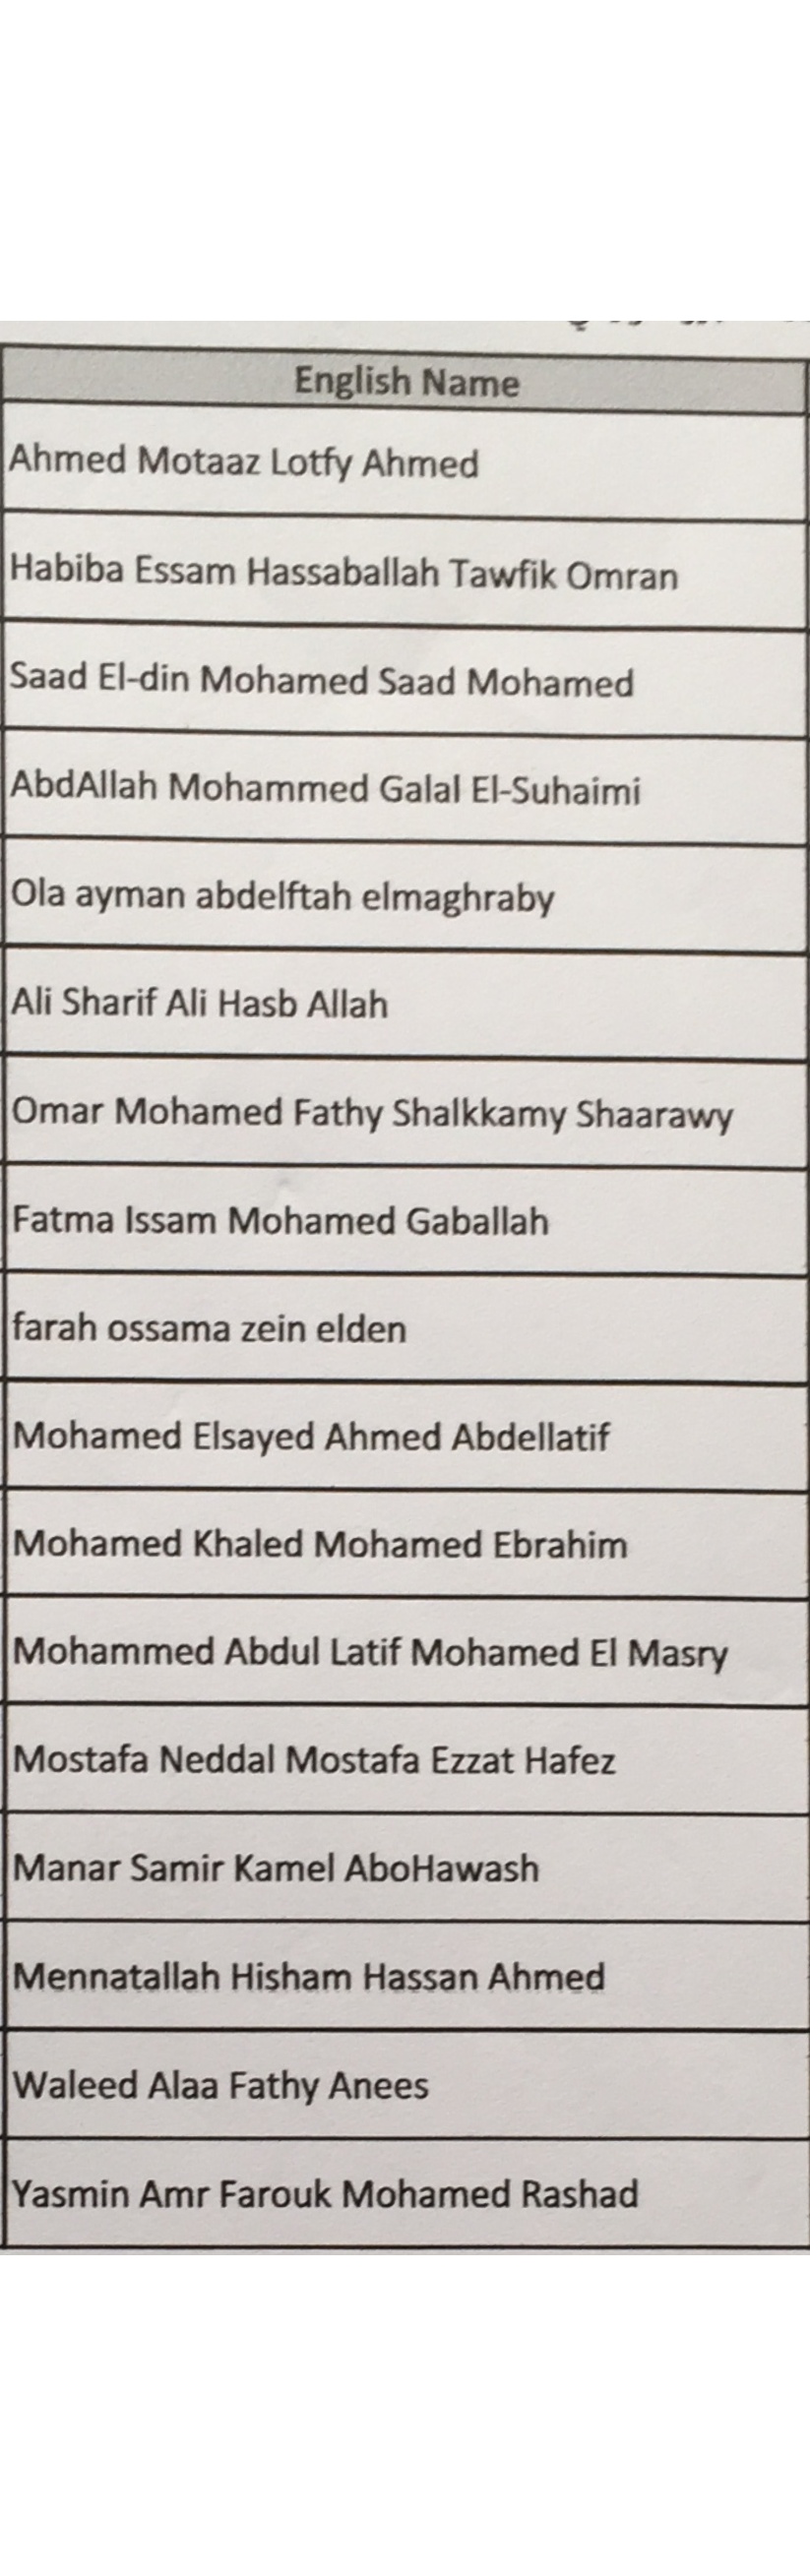 English Name
Ahmed Motaaz Lotfy Ahmed
Habiba Essam Hassaballah Tawfik Omran
Saad El-din Mohamed Saad Mohamed
AbdAllah Mohammed Galal El-Suhaimi
Ola ayman abdelftah elmaghraby
Ali Sharif Ali Hasb Allah
Omar Mohamed Fathy Shalkkamy Shaarawy
Fatma Issam Mohamed Gaballah
farah ossama zein elden
Mohamed Elsayed Ahmed Abdellatif
Mohamed Khaled Mohamed Ebrahim
Mohammed Abdul Latif Mohamed El Masry
Mostafa Neddal Mostafa Ezzat Hafez
Manar Samir Kamel AboHawash
Mennatallah Hisham Hassan Ahmed
Waleed Alaa Fathy Anees
Yasmin Amr Farouk Mohamed Rashad